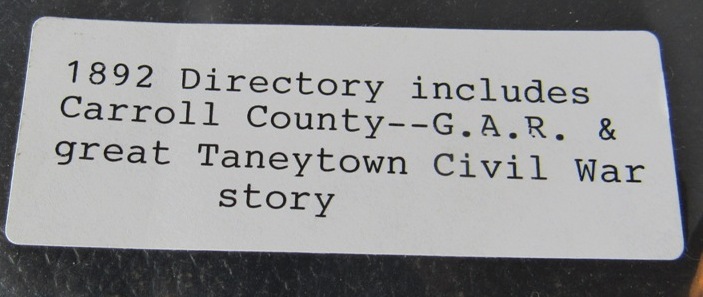 1892 Directory includes
Carroll County--G.A.R. &
great Taneytown Civil War
story